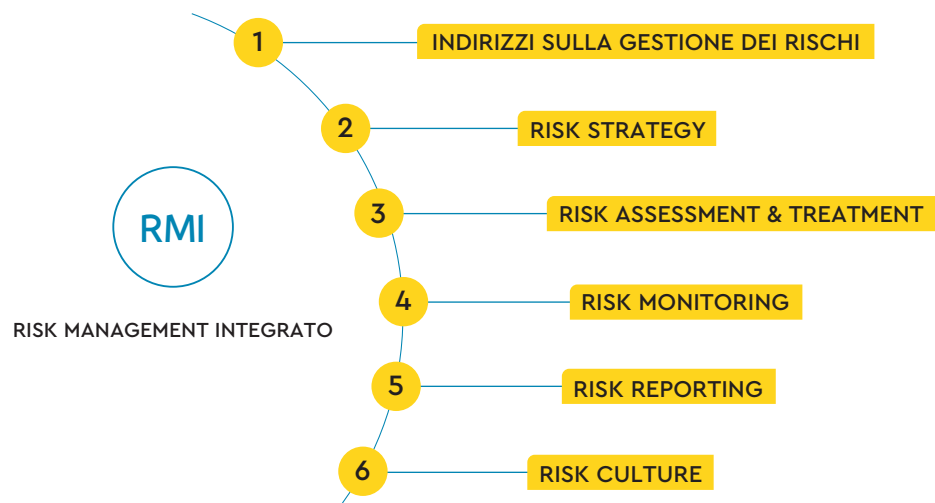 1 INDIRIZZI SULLA GESTIONE DEI RISCHI
2 RISK STRATEGY
3 RISK ASSESSMENT & TREATMENT
RMI
4 RISK MONITORING
RISK MANAGEMENT INTEGRATO
5 RISK REPORTING
6 RISK CULTURE